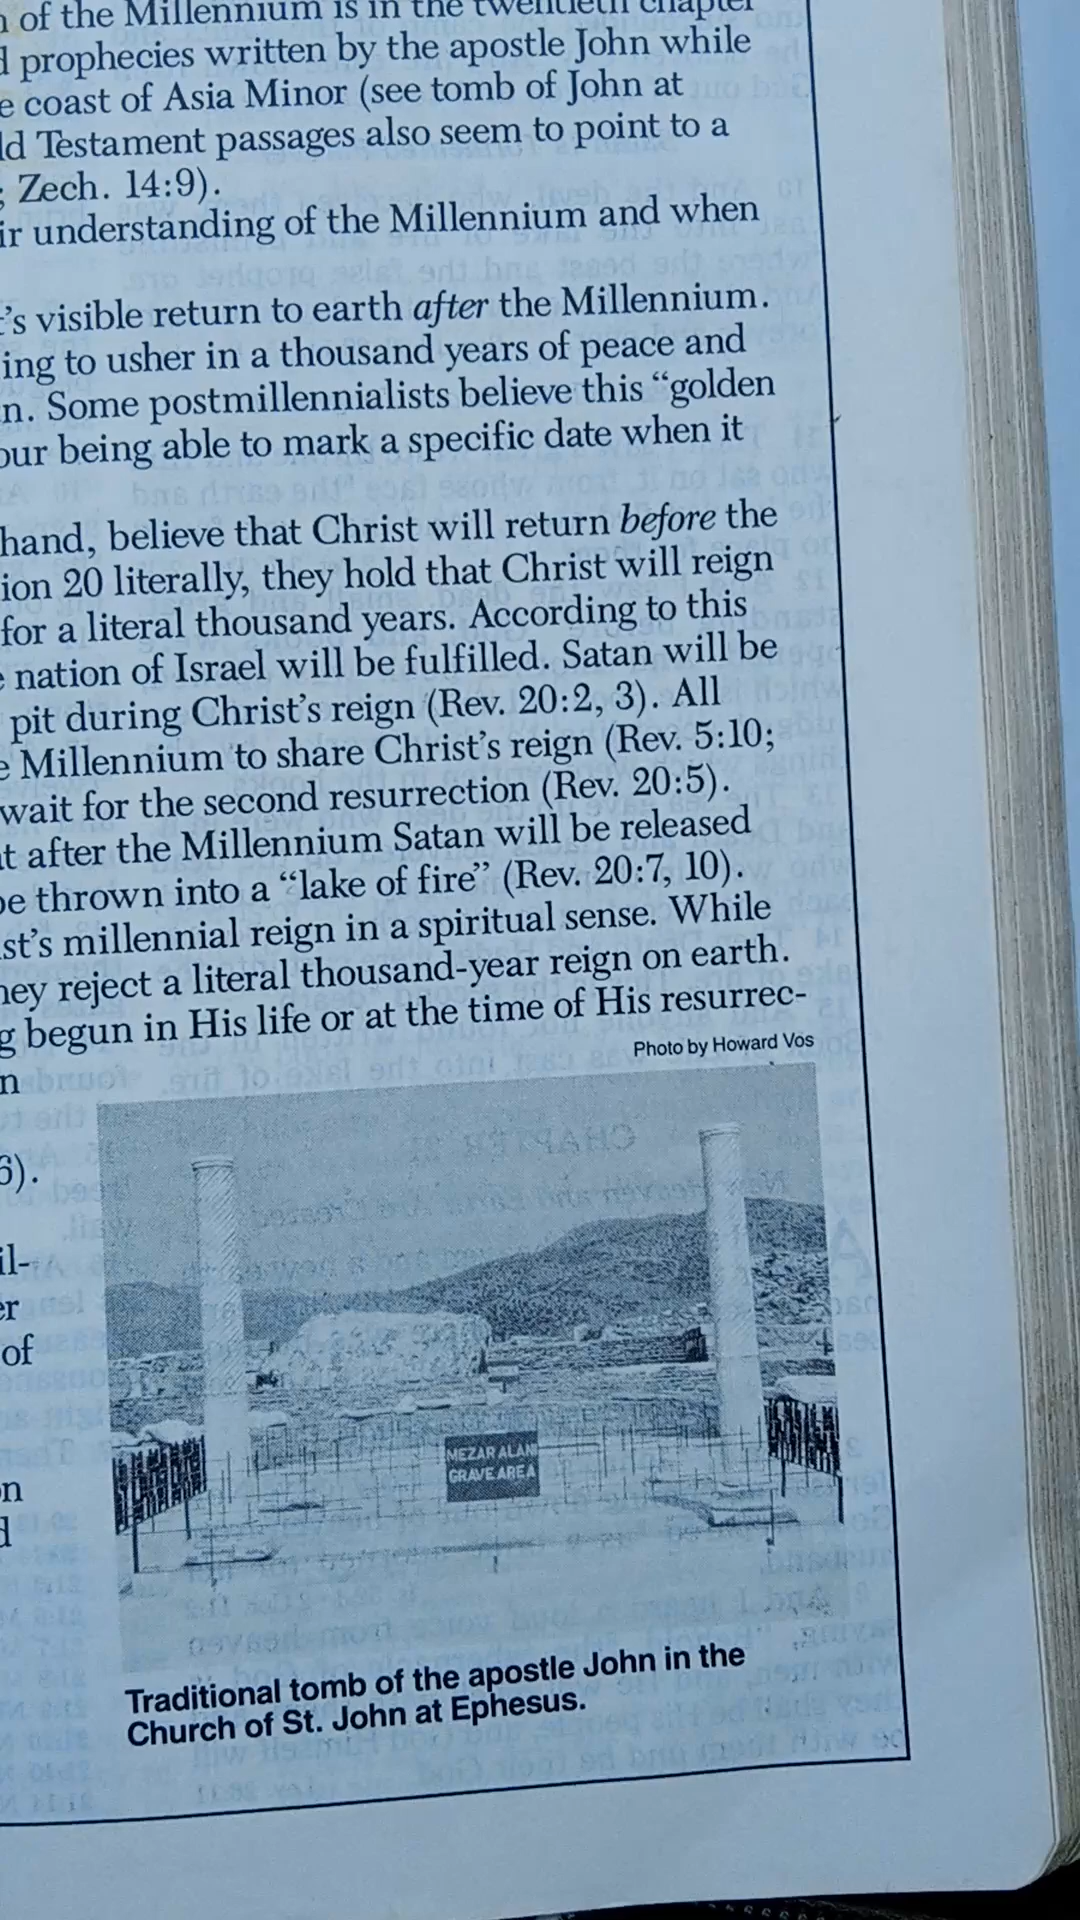 of the Millennium is in the twentieth chapter
prophecies written by the apostle John while
coast of Asia Minor (see tomb of John at
ld Testament passages also seem to point to a
; Zech. 14:9).
ir understanding of the Millennium and when
's visible return to earth after the Millennium.
ing to usher in a thousand years of peace and
n. Some postmillennialists believe this “golden
our being able to mark a specific date when it
hand, believe that Christ will return before the
ion 20 literally, they hold that Christ will reign
for a literal thousand years. According to this
e nation of Israel will be fulfilled. Satan will be
pit during Christ’s reign (Rev. 20:2, 3). All
e Millennium to share Christ’s reign (Rev. 5:10;
wait for the second resurrection (Rev. 20:5).
t after the Millennium Satan will be released
be thrown into a “lake of fire” (Rev. 20:7, 10).
st’s millennial reign in a spiritual sense. While
hey reject a literal thousand-year reign on earth.
g begun in His life or at the time of His resurrec-
Photo by Howard Vos
n
6).
il-
er
of
on
d
MEZAR ALANI
GRAVE AREA
Traditional tomb of the apostle John in the
Church of St. John at Ephesus.